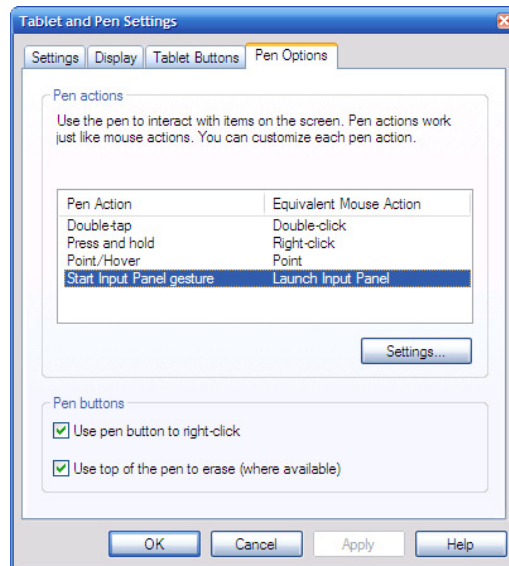 Tablet and Pen Settings
Settings Display Tablet Buttons Pen Options
Pen actions
Use the pen to interact with items on the screen. Pen actions work
just like mouse actions. You can customize each pen action.
Pen Action Equivalent Mouse Action
Double-tap Double-click
Press and hold Right-click
Point/Hover Point
Start Input Panel gesture Launch Input Panel
Settings...
Pen buttons
Use pen button to right-click
Use top of the pen to erase (where available)
OK Cancel Apply Help